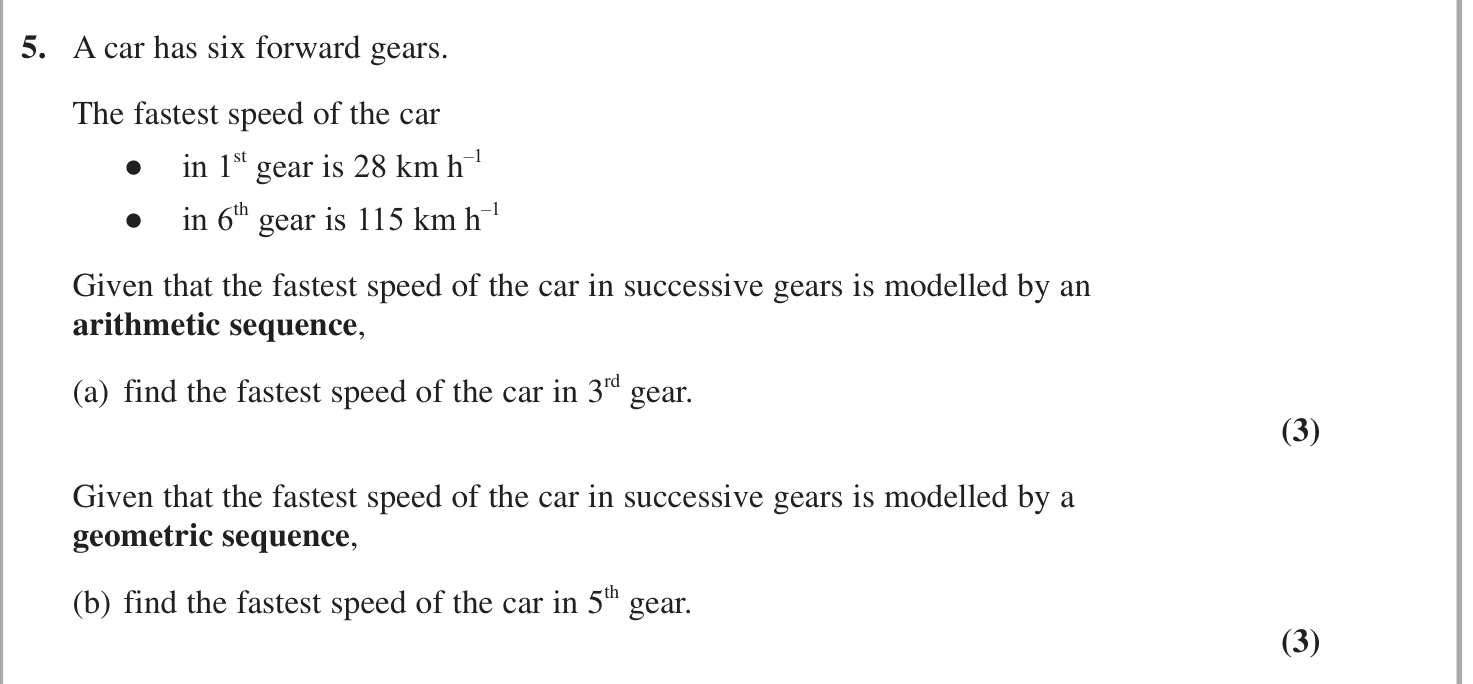 5. A car has six forward gears.
The fastest speed of the car
● in 1st gear is 28 km h⁻¹
● in 6th gear is 115 km h⁻¹
Given that the fastest speed of the car in successive gears is modelled by an
arithmetic sequence,
(a) find the fastest speed of the car in 3rd gear.
(3)
Given that the fastest speed of the car in successive gears is modelled by a
geometric sequence,
(b) find the fastest speed of the car in 5th gear.
(3)